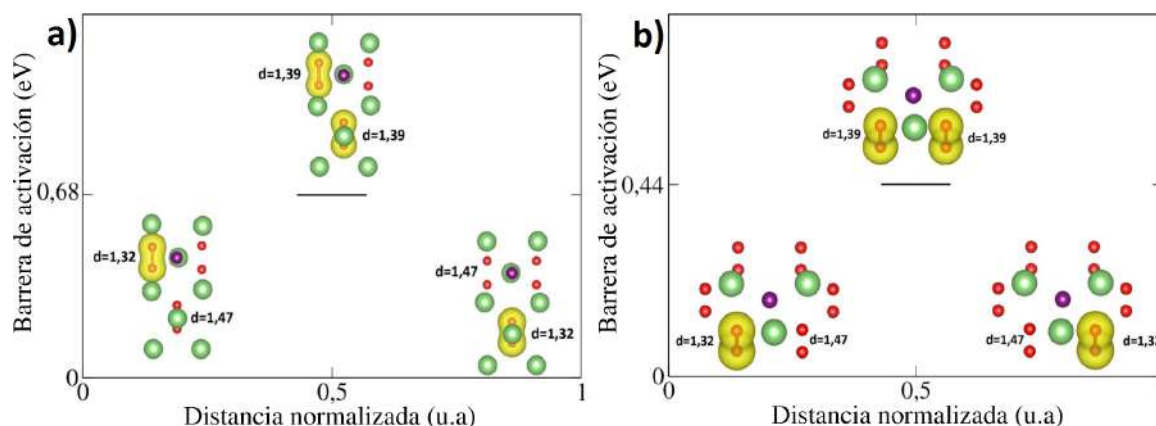 a)
Barrera de activación (eV)
0,68
0
d=1,39
d=1,39
d=1,32
d=1,47
d=1,47
d=1,32
0
0,5
1
Distancia normalizada (u.a)
b)
Barrera de activación (eV)
0,44
0
d=1,39
d=1,39
d=1,32
d=1,47
d=1,47
0
0,5
Distancia normalizada (u.a)